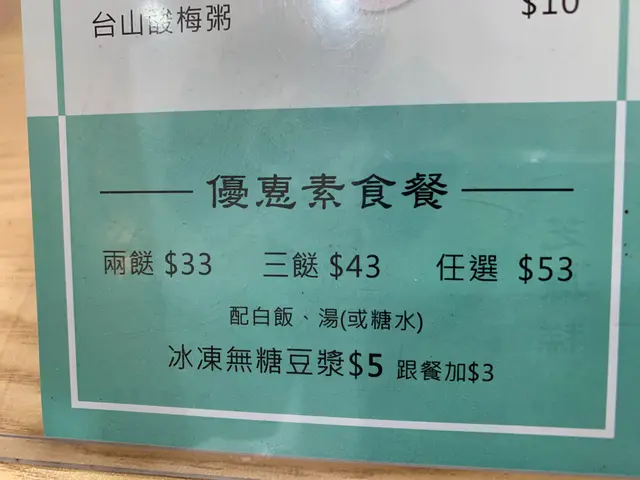 台山酸梅粥 $10
優惠素食餐
兩餸 $33 三餸 $43 任選 $53
配白飯、湯(或糖水)
冰凍無糖豆漿$5 跟餐加$3